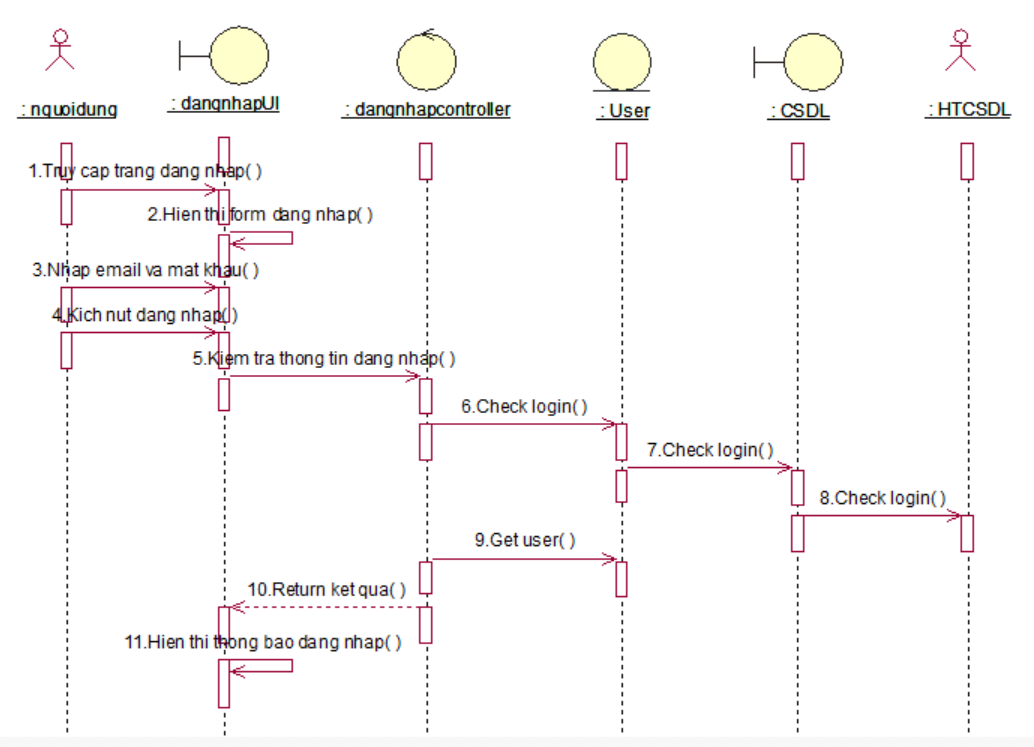 : nguoidung
: dangnhapUI
: dangnhapcontroller
: User
: CSDL
: HTCSDL
1.Truy cap trang dang nhap( )
2.Hien thi form dang nhap( )
3.Nhap email va mat khau( )
4.Kich nut dang nhap( )
5.Kiem tra thong tin dang nhap( )
6.Check login( )
7.Check login( )
8.Check login( )
9.Get user( )
10.Return ket qua( )
11.Hien thi thong bao dang nhap( )